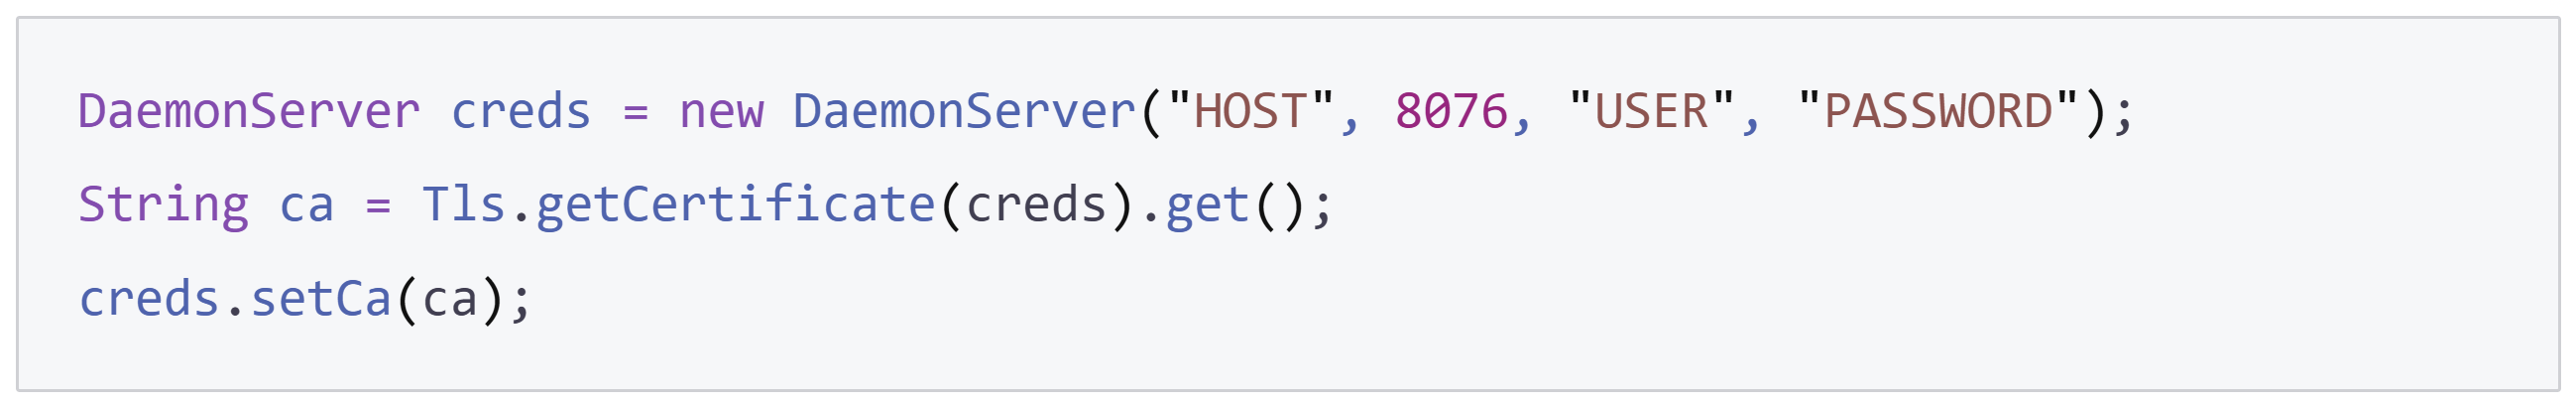 DaemonServer creds = new DaemonServer("HOST", 8076, "USER", "PASSWORD");
String ca = Tls.getCertificate(creds).get();
creds.setCa(ca);